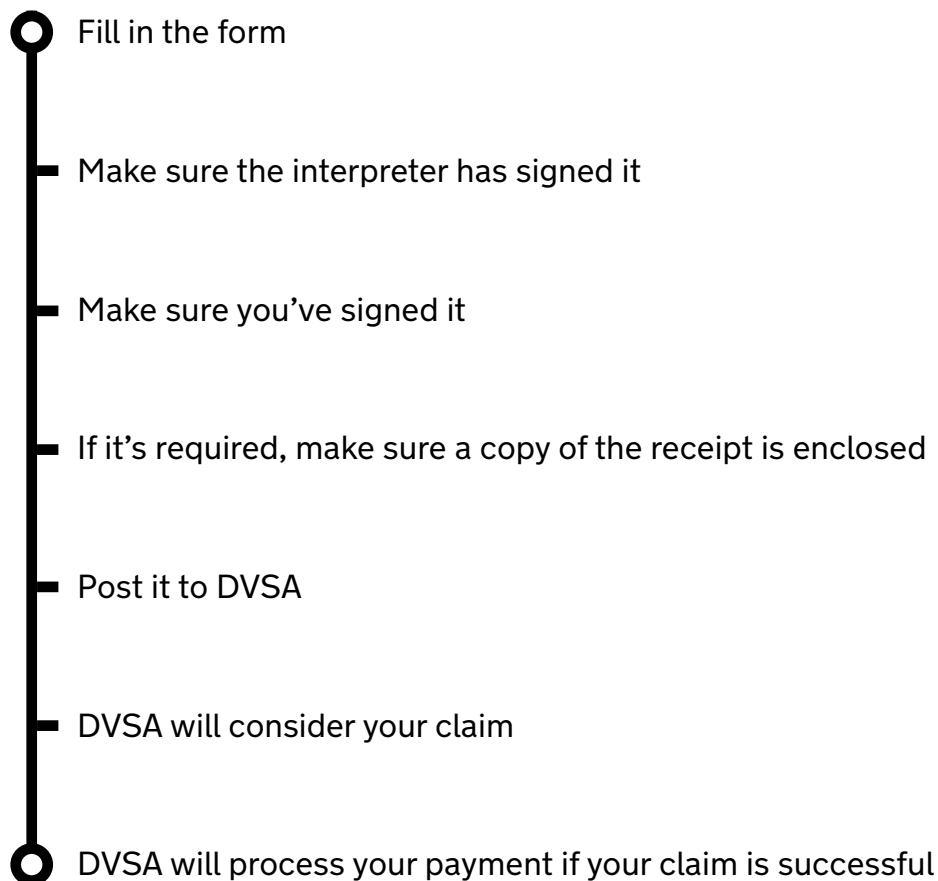 Fill in the form
Make sure the interpreter has signed it
Make sure you’ve signed it
If it’s required, make sure a copy of the receipt is enclosed
Post it to DVSA
DVSA will consider your claim
DVSA will process your payment if your claim is successful